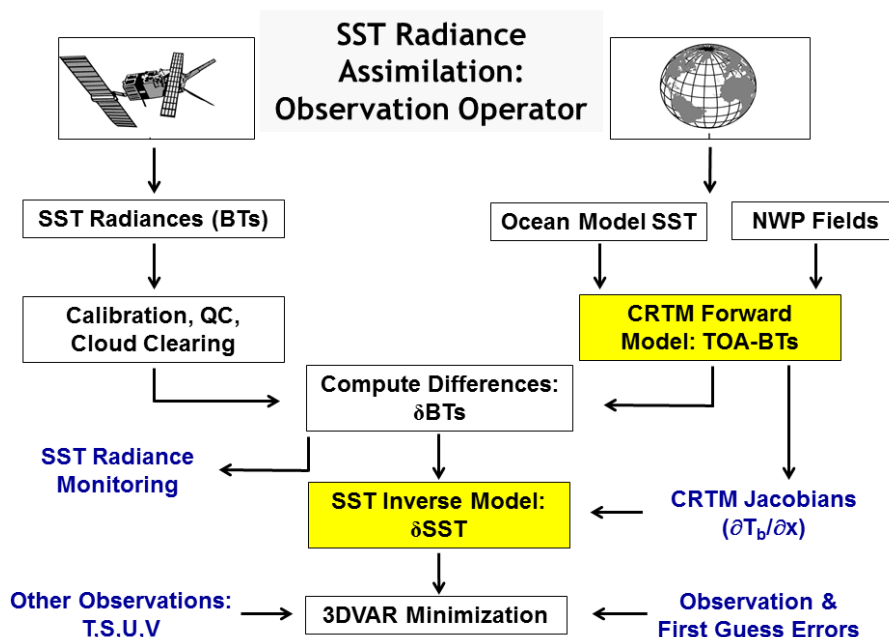 SST Radiance
Assimilation:
Observation Operator
SST Radiances (BTs)
Ocean Model SST
NWP Fields
Calibration, QC,
Cloud Clearing
CRTM Forward
Model: TOA-BTs
Compute Differences:
δBTs
SST Radiance
Monitoring
SST Inverse Model:
δSST
CRTM Jacobians
(∂Tb/∂x)
Other Observations:
T.S.U.V
3DVAR Minimization
Observation &
First Guess Errors